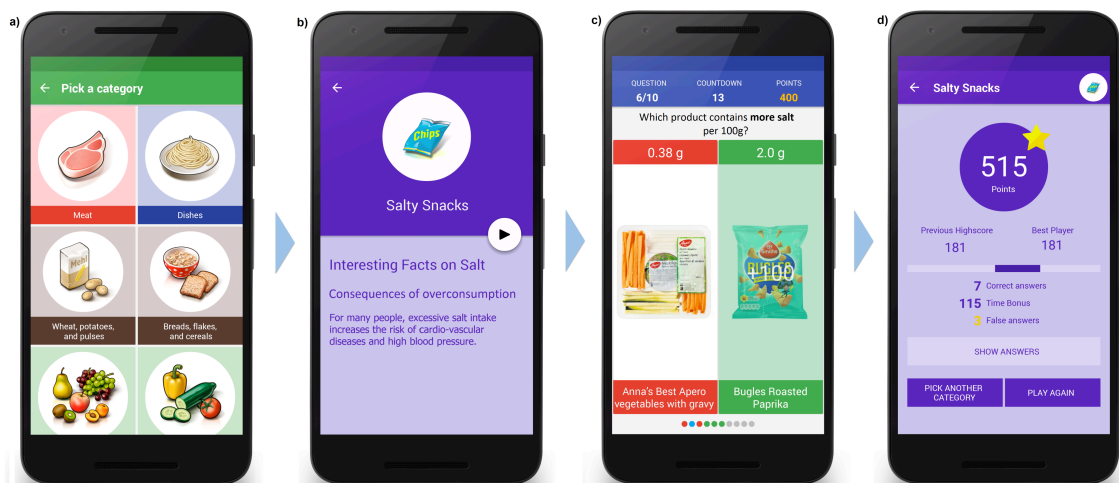 a)
Pick a category
Meat
Dishes
Mehl
Wheat, potatoes,
and pulses
Breads, flakes,
and cereals
b)
Chips
Salty Snacks
Interesting Facts on Salt
Consequences of overconsumption
For many people, excessive salt intake
increases the risk of cardio-vascular
diseases and high blood pressure.
c)
QUESTION
COUNTDOWN
POINTS
6/10
13
400
Which product contains more salt
per 100g?
0.38 g
2.0 g
BUGLES
+100
Anna's Best Apero
vegetables with gravy
Bugles Roasted
Paprika
d)
Salty Snacks
515
Points
Previous Highscore
181
Best Player
181
7 Correct answers
115 Time Bonus
3 False answers
SHOW ANSWERS
PICK ANOTHER
CATEGORY
PLAY AGAIN